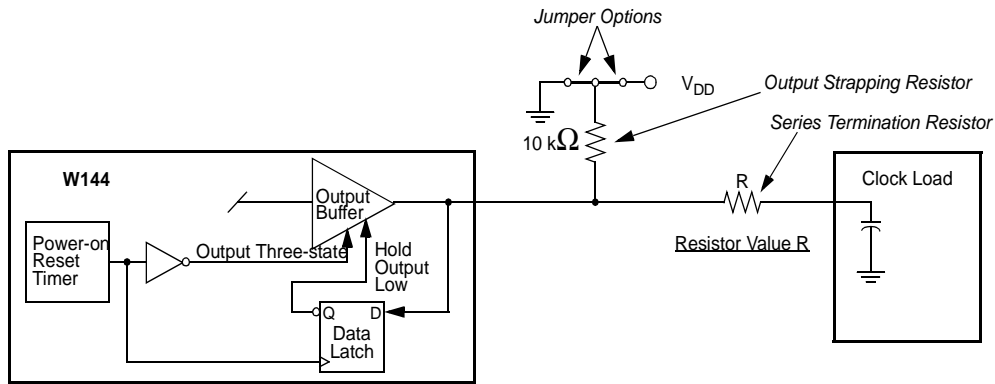 Jumper Options
V_DD
Output Strapping Resistor
Series Termination Resistor
10 kΩ
W144
Output
Buffer
R
Clock Load
Power-on
Reset
Timer
Output Three-state
Hold
Output
Low
Resistor Value R
Q
D
Data
Latch